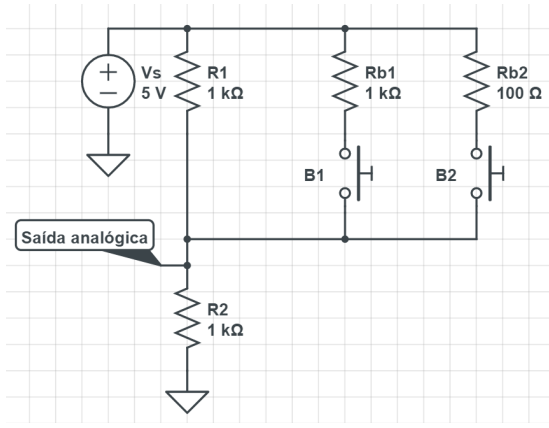 Vs
5 V
R1
1 kΩ
Rb1
1 kΩ
Rb2
100 Ω
B1
B2
Saída analógica
R2
1 kΩ